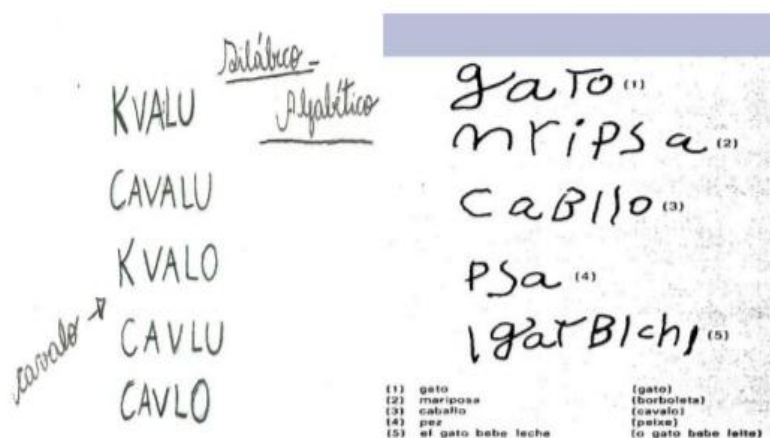 Silábico-
Alfabético
KVALU
CAVALU
KVALO
CAVLU
CAVLO
cavalo
gaTo (1)
mripsa (2)
caBllo (3)
psa (4)
lgatBlchl (5)
(1) gato (gato)
(2) mariposa (borboleta)
(3) caballo (cavalo)
(4) pez (peixe)
(5) el gato bebe leche (o gato bebe leite)